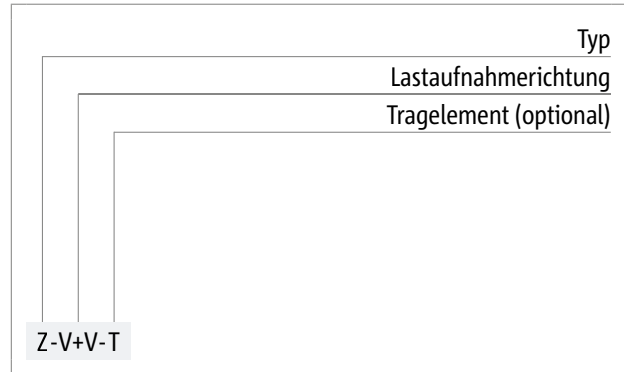 Typ
Lastaufnahmerichtung
Tragelement (optional)
Z-V+V-T